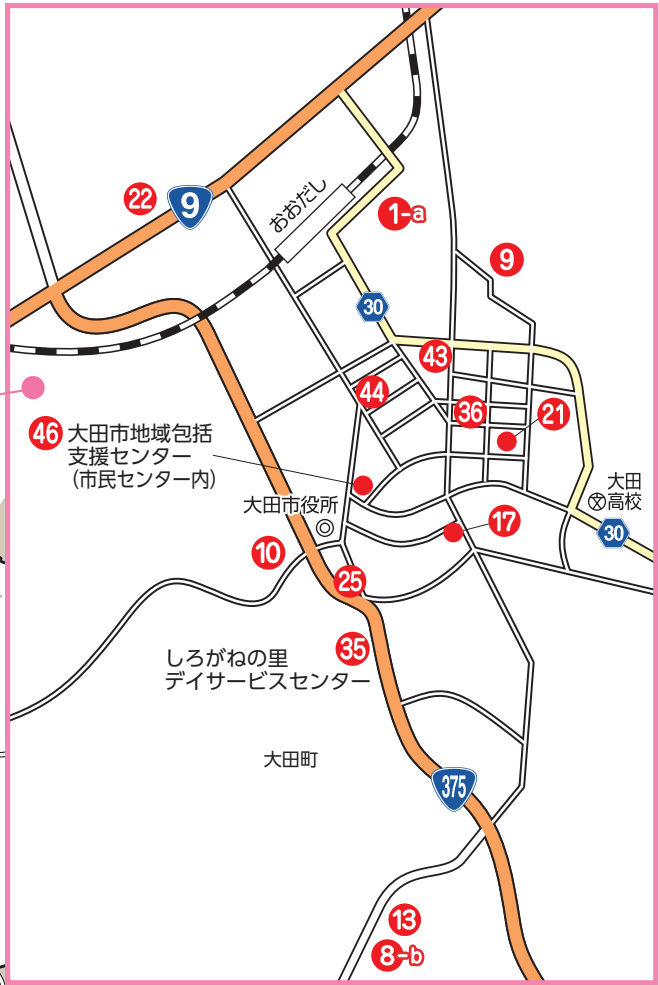 22
9
おおだし
1-a
9
30
43
44
36
21
46 大田市地域包括
支援センター
（市民センター内）
大田市役所
大田
高校
17
30
10
25
35
しろがねの里
デイサービスセンター
大田町
375
13
8-b